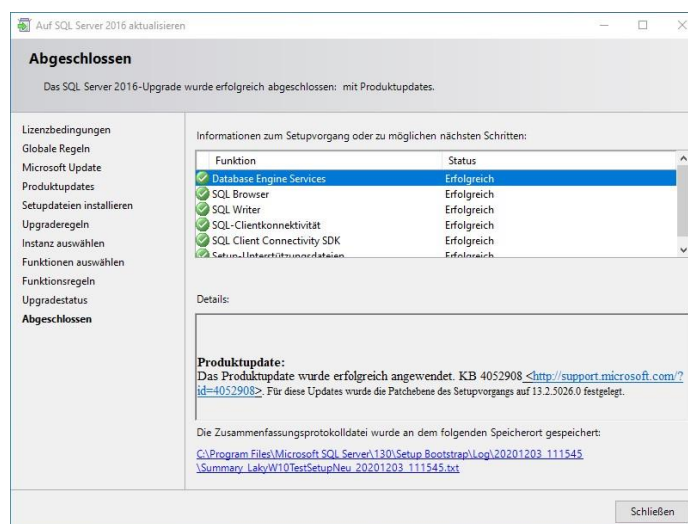 Auf SQL Server 2016 aktualisieren
Abgeschlossen
Das SQL Server 2016-Upgrade wurde erfolgreich abgeschlossen: mit Produktupdates.
Lizenzbedingungen
Globale Regeln
Microsoft Update
Produktupdates
Setupdateien installieren
Upgraderegeln
Instanz auswählen
Funktionen auswählen
Funktionsregeln
Upgradestatus
Abgeschlossen
Informationen zum Setupvorgang oder zu möglichen nächsten Schritten:
Funktion Status
Database Engine Services Erfolgreich
SQL Browser Erfolgreich
SQL Writer Erfolgreich
SQL-Clientkonnektivität Erfolgreich
SQL Client Connectivity SDK Erfolgreich
Setup-Unterstützungsdateien Erfolgreich
Details:
Produktupdate:
Das Produktupdate wurde erfolgreich angewendet. KB 4052908 <http://support.microsoft.com/?
id=4052908>. Für diese Updates wurde die Patchebene des Setupvorgangs auf 13.2.5026.0 festgelegt.
Die Zusammenfassungsprotokolldatei wurde an dem folgenden Speicherort gespeichert:
C:\Program Files\Microsoft SQL Server\130\Setup Bootstrap\Log\20201203_111545
\Summary_LakyW10TestSetupNeu_20201203_111545.txt
Schließen